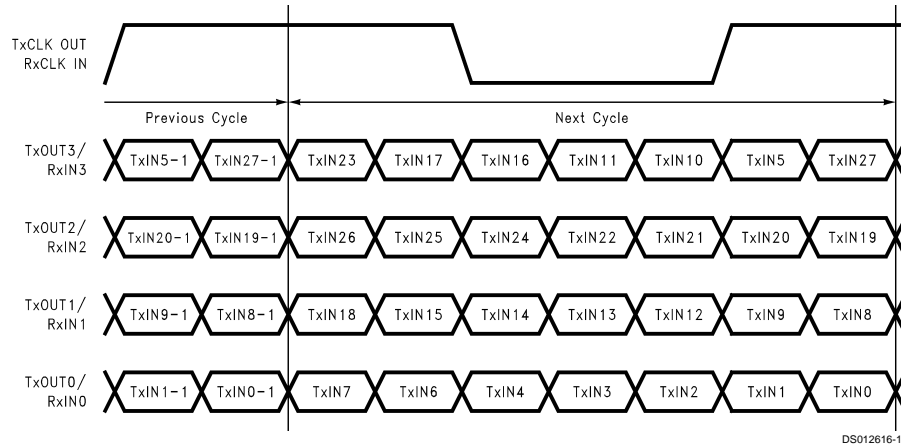 TxCLK OUT
RxCLK IN
Previous Cycle Next Cycle
TxOUT3/
RxIN3
TxIN5-1 TxIN27-1 TxIN23 TxIN17 TxIN16 TxIN11 TxIN10 TxIN5 TxIN27
TxOUT2/
RxIN2
TxIN20-1 TxIN19-1 TxIN26 TxIN25 TxIN24 TxIN22 TxIN21 TxIN20 TxIN19
TxOUT1/
RxIN1
TxIN9-1 TxIN8-1 TxIN18 TxIN15 TxIN14 TxIN13 TxIN12 TxIN9 TxIN8
TxOUT0/
RxIN0
TxIN1-1 TxIN0-1 TxIN7 TxIN6 TxIN4 TxIN3 TxIN2 TxIN1 TxIN0
DS012616-1